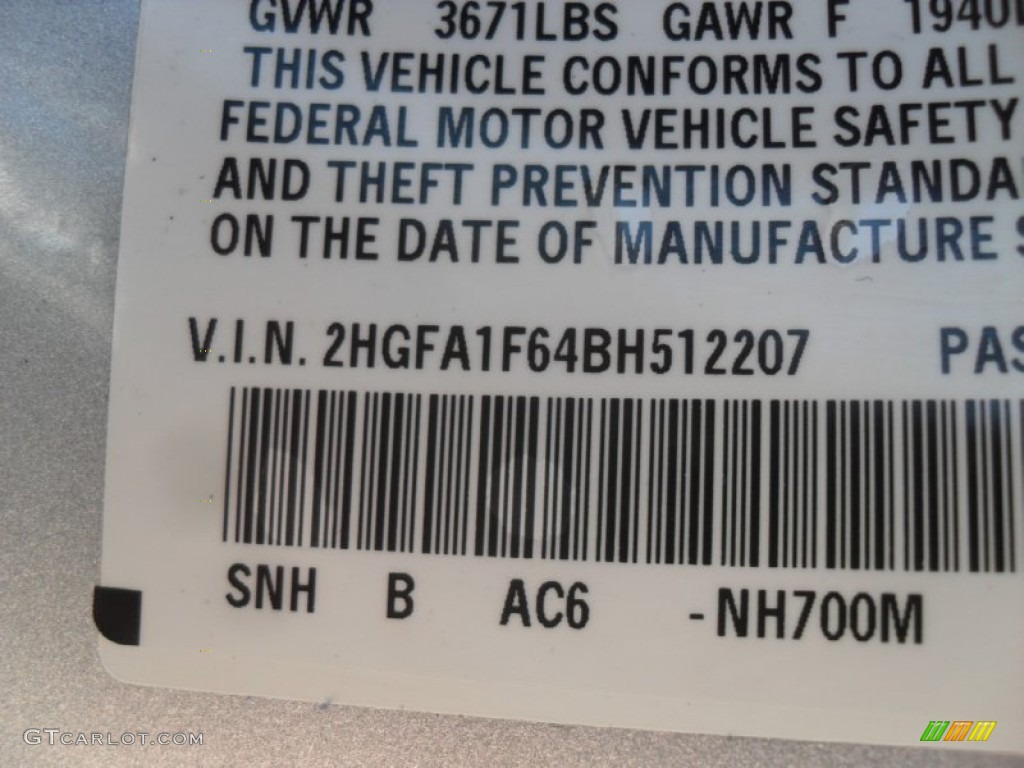 GVWR 3671LBS GAWR F 1940
THIS VEHICLE CONFORMS TO ALL
FEDERAL MOTOR VEHICLE SAFETY
AND THEFT PREVENTION STANDA
ON THE DATE OF MANUFACTURE S
V.I.N. 2HGFA1F64BH512207 PAS
SNH B AC6 -NH700M
GTCARLOT.COM